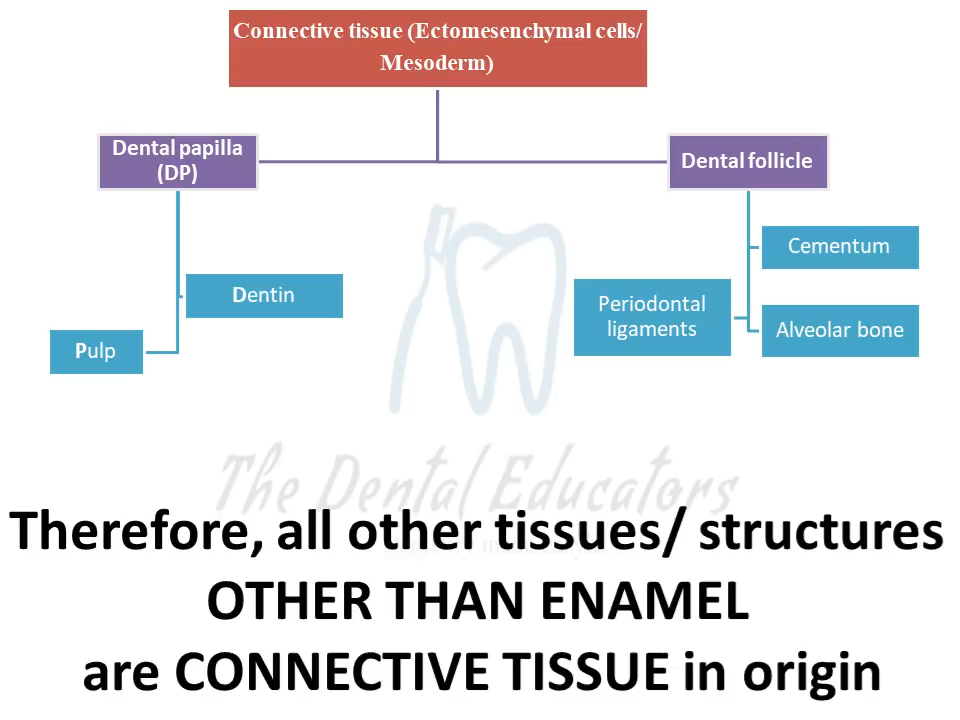 Connective tissue (Ectomesenchymal cells/
Mesoderm)
Dental papilla
(DP)
Dental follicle
Cementum
Dentin
Periodontal
ligaments
Alveolar bone
Pulp
The Dental Educators
Therefore, all other tissues/ structures
OTHER THAN ENAMEL
are CONNECTIVE TISSUE in origin